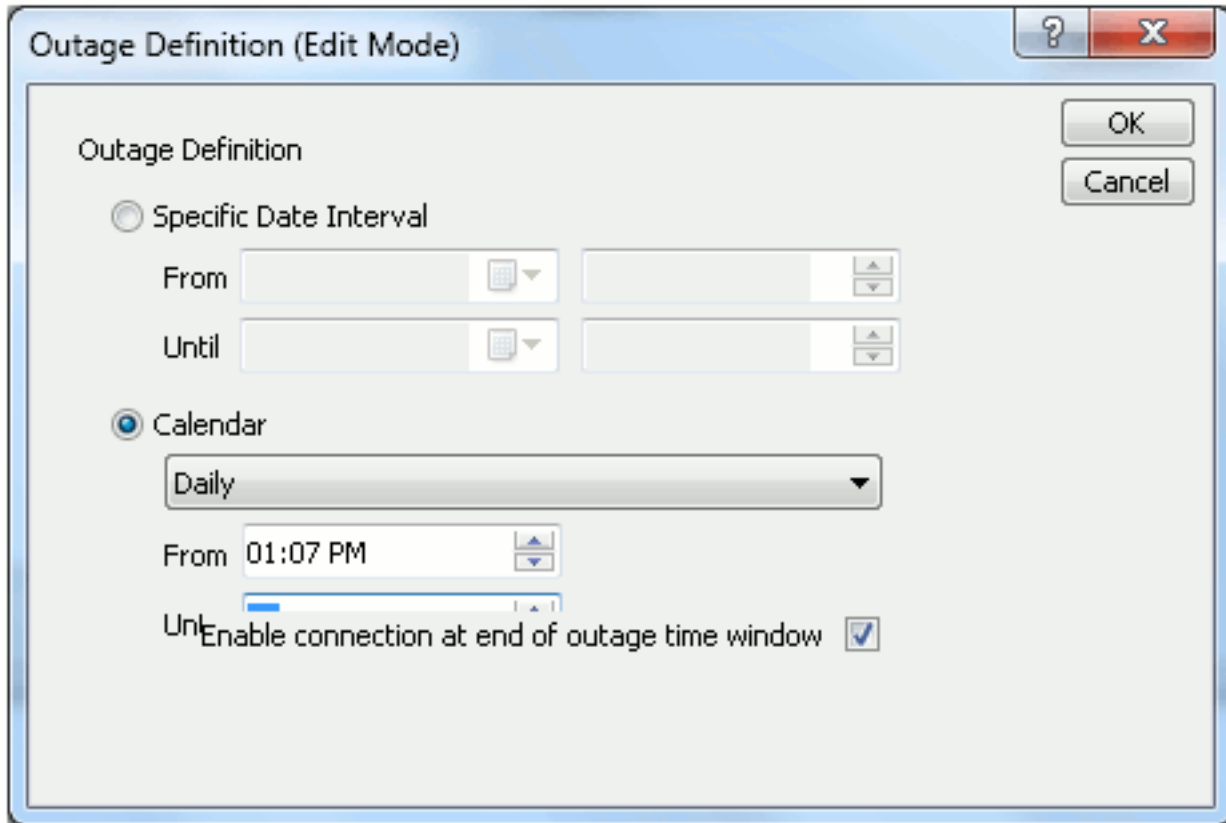 Outage Definition (Edit Mode)
?
X
OK
Cancel
Outage Definition
Specific Date Interval
From
Until
Calendar
Daily
From 01:07 PM
Enable connection at end of outage time window